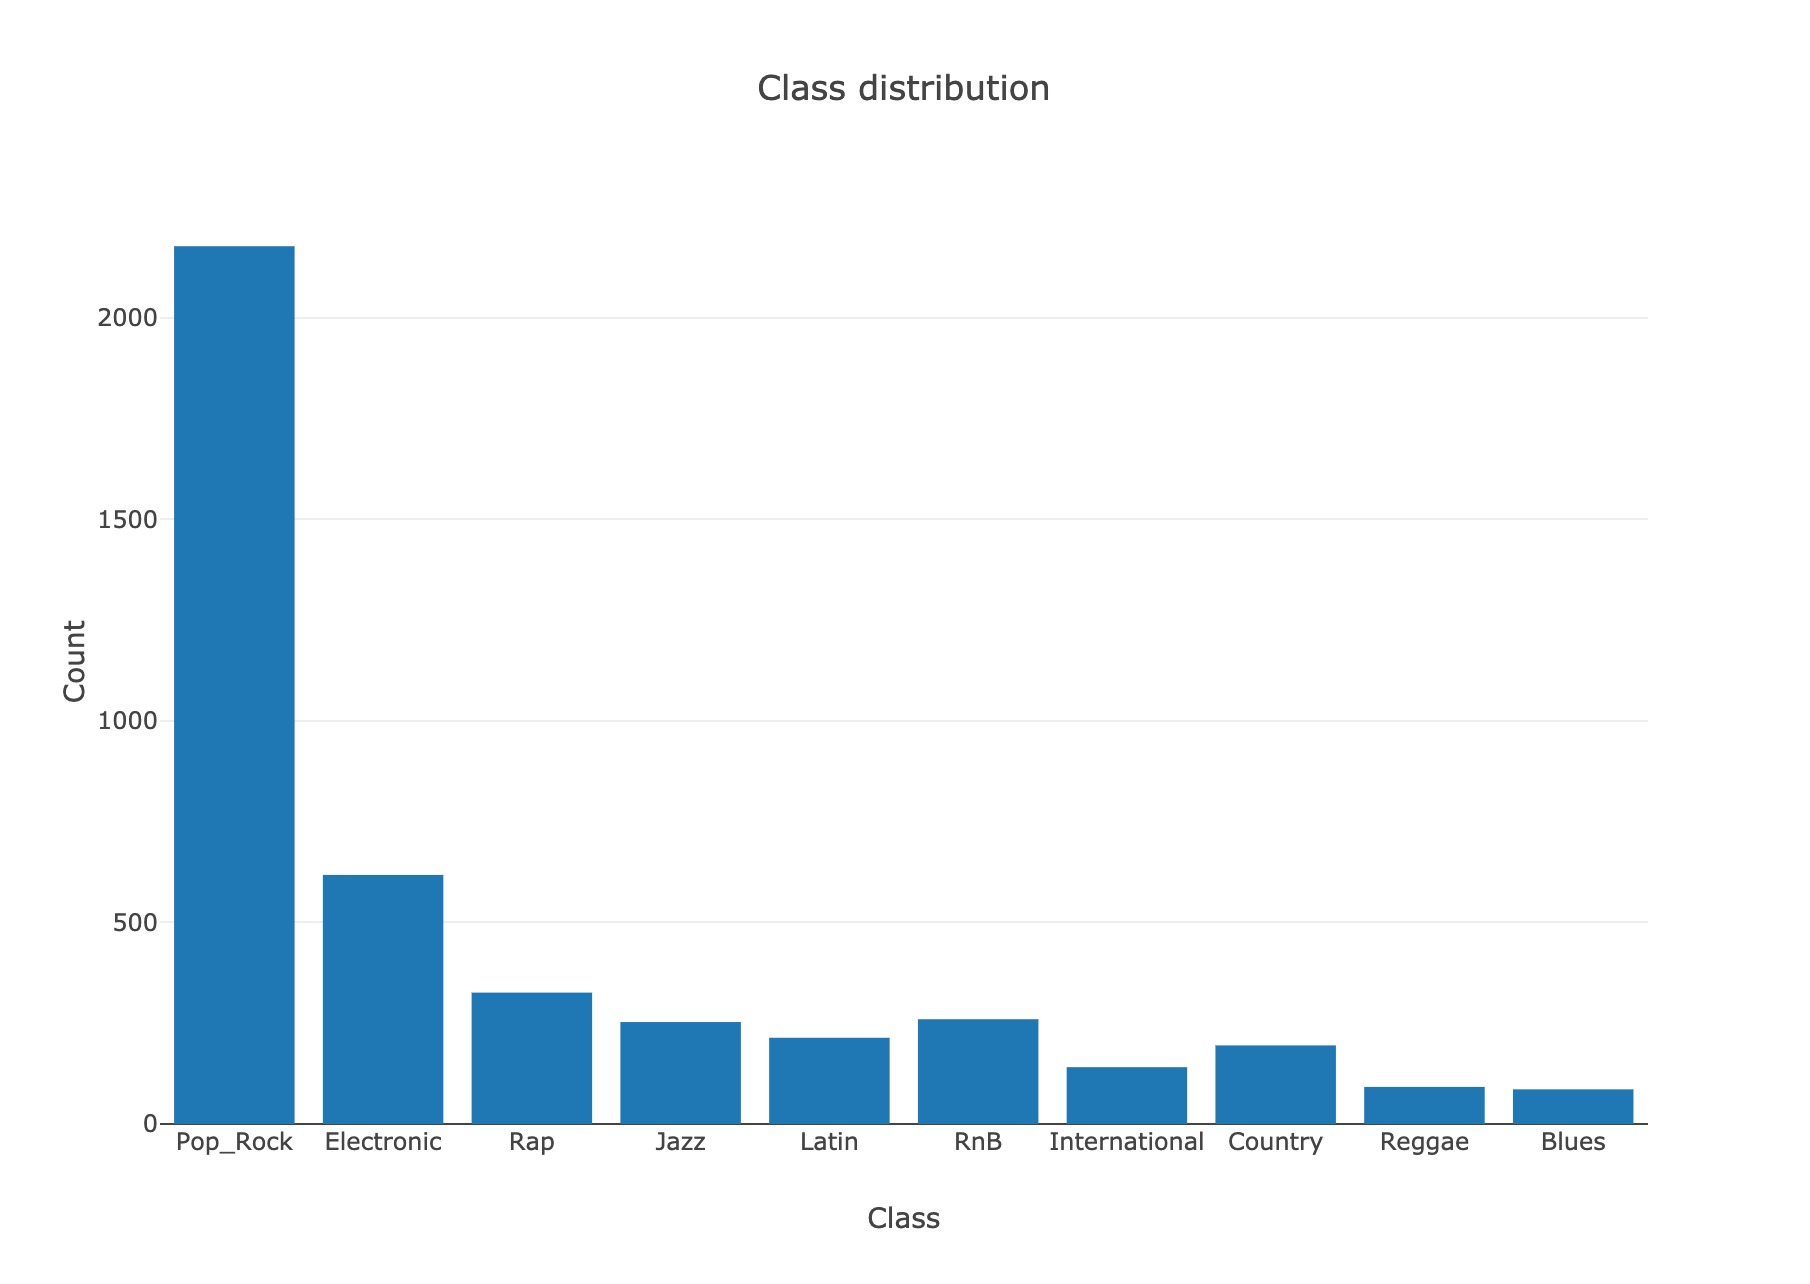 Class distribution
2000
1500
1000
500
0
Count
Pop_Rock Electronic Rap Jazz Latin RnB International Country Reggae Blues
Class